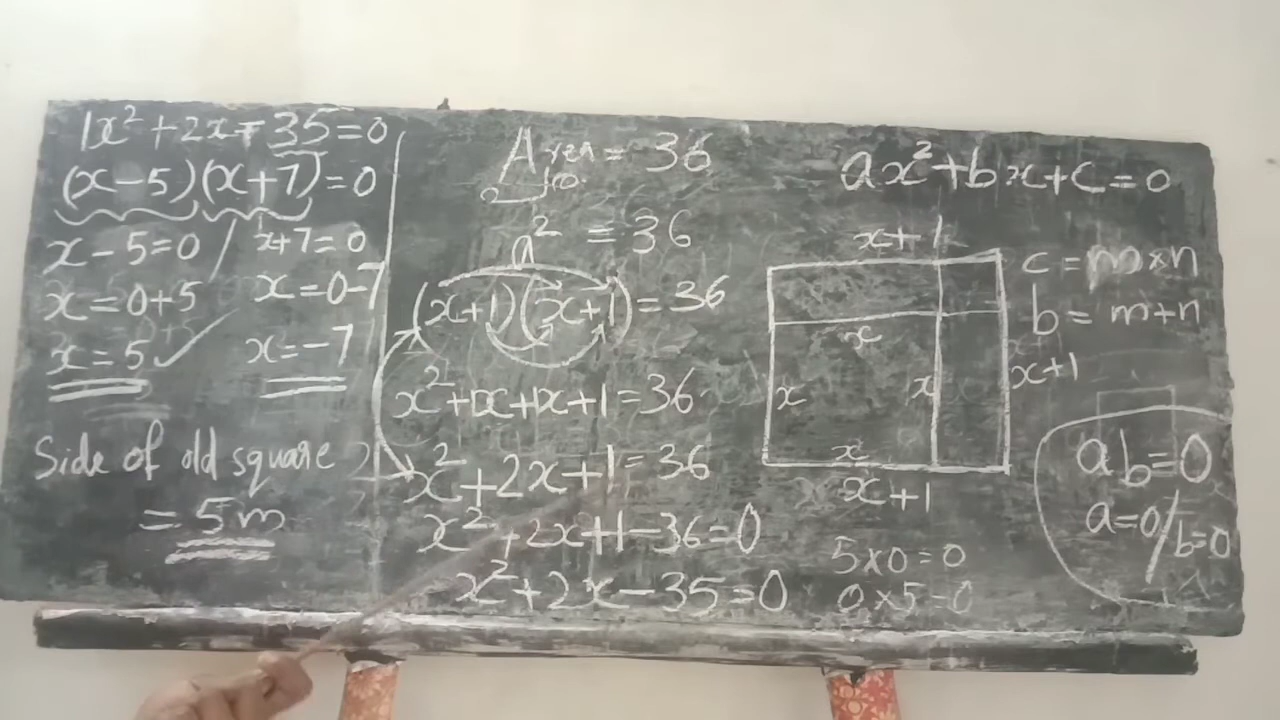 1x² + 2x - 35 = 0
(x - 5)(x + 7) = 0
x - 5 = 0 / x + 7 = 0
x = 0 + 5 x = 0 - 7
x = 5 ✓ x = -7
Side of old square
= 5m
Area = 36
a² = 36
(x+1)(x+1) = 36
x² + 1x + 1x + 1 = 36
x² + 2x + 1 = 36
x² + 2x + 1 - 36 = 0
x² + 2x - 35 = 0
ax² + bx + c = 0
x+1
x
x x
x
x+1
x+1
5 × 0 = 0
0 × 5 = 0
c = m × n
b = m + n
ab = 0
a = 0 / b = 0